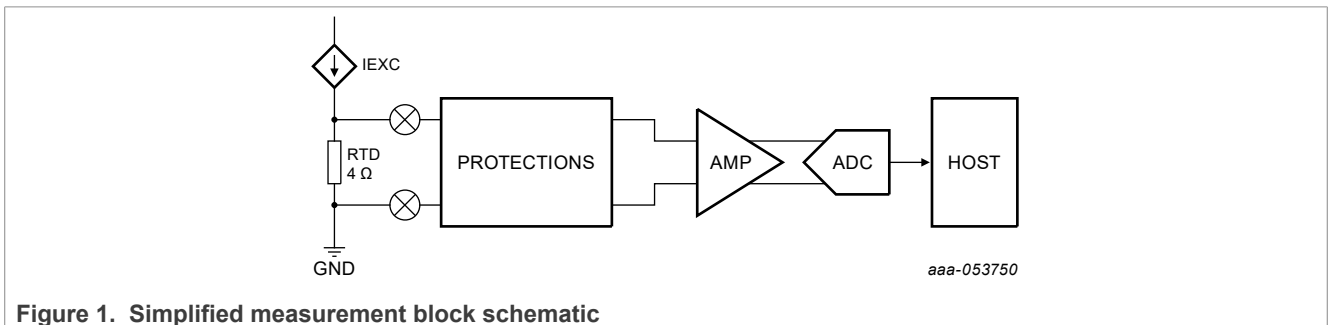 IEXC
RTD
4 Ω
PROTECTIONS
AMP
ADC
HOST
GND
aaa-053750
Figure 1. Simplified measurement block schematic